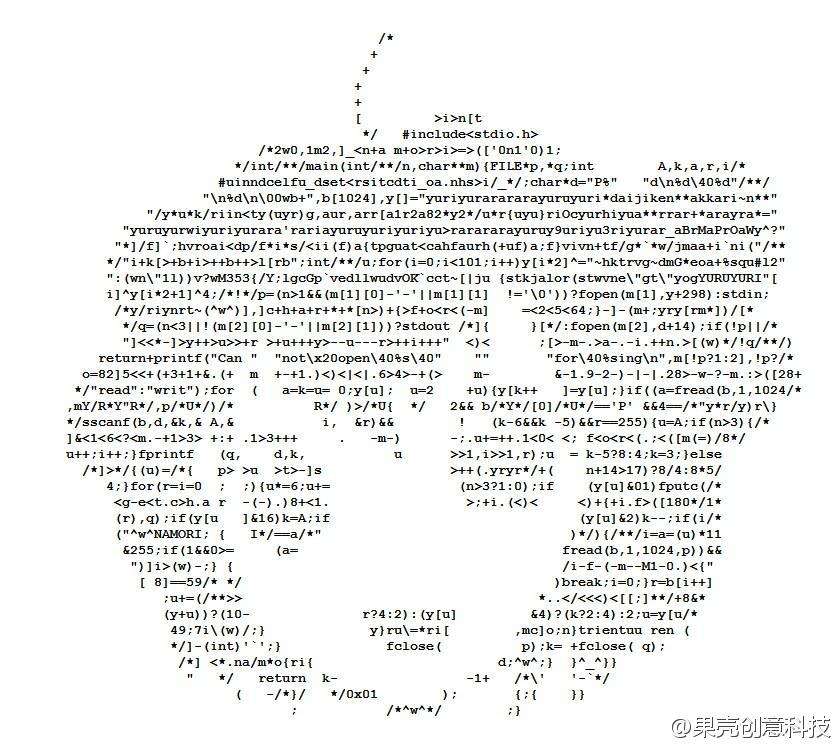 /*
+
+
+
+
[ >i>n[t
*/ #include<stdio.h>
/*2w0,1m2,]_<n+a m+o>r>i>=>(['0n1'0)1;
*/int/**/main(int/**/n,char**m){FILE*p,*q;int A,k,a,r,i/*
#uinndcelfu_dset<rsitcdti_oa.nhs>i/_*/;char*d="P%" "d\n%d\40%d"/**/
"\n%d\n\00wb+",b[1024],y[]="yuriyurarararayuruyuri*daijiken**akkari~n**"
"/y*u*k/riin<ty(uyr)g,aur,arr[a1r2a82*y2*/u*r{uyu}riOcyurhiyua**rrar+*arayra*="
"yuruyurwiyuriyurara'rariayuruyuriyuriyu>rarararayuruy9uriyu3riyurar_aBrMaPrOaWy^?"
"*]/f]`;hvroai<dp/f*i*s/<ii(f)a{tpguat<cahfaurh(+uf)a;f}vivn+tf/g*`*w/jmaa+i`ni("/**
*/"i+k[>+b+i>++b++>l[rb";int/**/u;for(i=0;i<101;i++)y[i*2]^="~hktrvg~dmG*eoa+%squ#l2"
":(wn\"1l))v?wM353{/Y;lgcGp`vedllwudvOK`cct~[|ju {stkjalor(stwvne\"gt\"yogYURUYURI"[
i]^y[i*2+1]^4;/*!*/p=(n>1&&(m[1][0]-'-'||m[1][1] !='\0'))?fopen(m[1],y+298):stdin;
/*y/riynrt~(^w^)],]c+h+a+r+*+*[n>)+{>f+o<r<(-m] =<2<5<64;}-]-(m+;yry[rm*])/[*
*/q=(n<3||!(m[2][0]-'-'||m[2][1]))?stdout /*]{ }[*/:fopen(m[2],d+14);if(!p||/*
"]<<*-]>y++>u>>+r >+u+++y>--u---r>++i+++" <)< ;[>-m-.>a-.-i.++n.>[(w)*/!q/**/)
return+printf("Can " "not\x20open\40%s\40" "" "for\40%sing\n",m[!p?1:2],!p?/*
o=82]5<<+(+3+1+&.(+ m +-+1.)<)<|<|.6>4>-+(> m- &-1.9-2-)-|-|.28>-w-?-m.:>([28+
*/"read":"writ");for ( a=k=u= 0;y[u]; u=2 +u){y[k++ ]=y[u];}if((a=fread(b,1,1024/*
,mY/R*Y"R*/,p/*U*/)/* R*/ )>/*U{ */ 2&& b/*Y*/[0]/*U*/=='P' &&4==/*"y*r/y)r\}
*/sscanf(b,d,&k,& A,& i, &r)&& ! (k-6&&k -5)&&r==255){u=A;if(n>3){/*
]&<1<6<?<m.-+1>3> +:+ .1>3+++ . -m-) -;.u+=++.1<0< <; f<o<r<(.;<([m(=)/8*/
u++;i++;}fprintf (q, d,k, u >>1,i>>1,r);u = k-5?8:4;k=3;}else
/*]>*/{(u)=/*{ p> >u >t>-]s >++(.yryr*/+( n+14>17)?8/4:8*5/
4;}for(r=i=0 ; ;){u*=6;u+= (n>3?1:0);if (y[u]&01)fputc(/*
<g-e<t.c>h.a r -(-).)8+<1. >;+i.(<)< <)+{+i.f>([180*/1*
(r),q);if(y[u ]&16)k=A;if (y[u]&2)k--;if(i/*
("^w^NAMORI; { I*/==a/*" )*/){/**/i=a=(u)*11
&255;if(1&&0>= (a= fread(b,1,1024,p))&&
")]i>(w)-;} { /i-f-(-m--M1-0.)<{"
[ 8]==59/* */ )break;i=0;}r=b[i++]
;u+=(/**>> *..</<<<)<[[;]**/+8&*
(y+u))?(10- r?4:2):(y[u] &4)?(k?2:4):2;u=y[u/*
49;7i\(w)/;} y}ru\=*ri[ ,mc]o;n}trientuu ren (
*/]-(int)'`';} fclose( p);k= +fclose( q);
/*] <*.na/m*o{ri{ d;^w^;} }^_^}}
" */ return k- -1+ /*\' '-`*/
( -/*}/ */0x01 ); {;{ }}
; /*^w^*/ ;}
@果壳创意科技